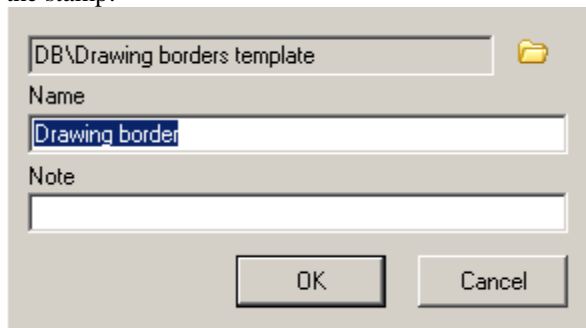 DB\Drawing borders template
Name
Drawing border
Note
OK Cancel